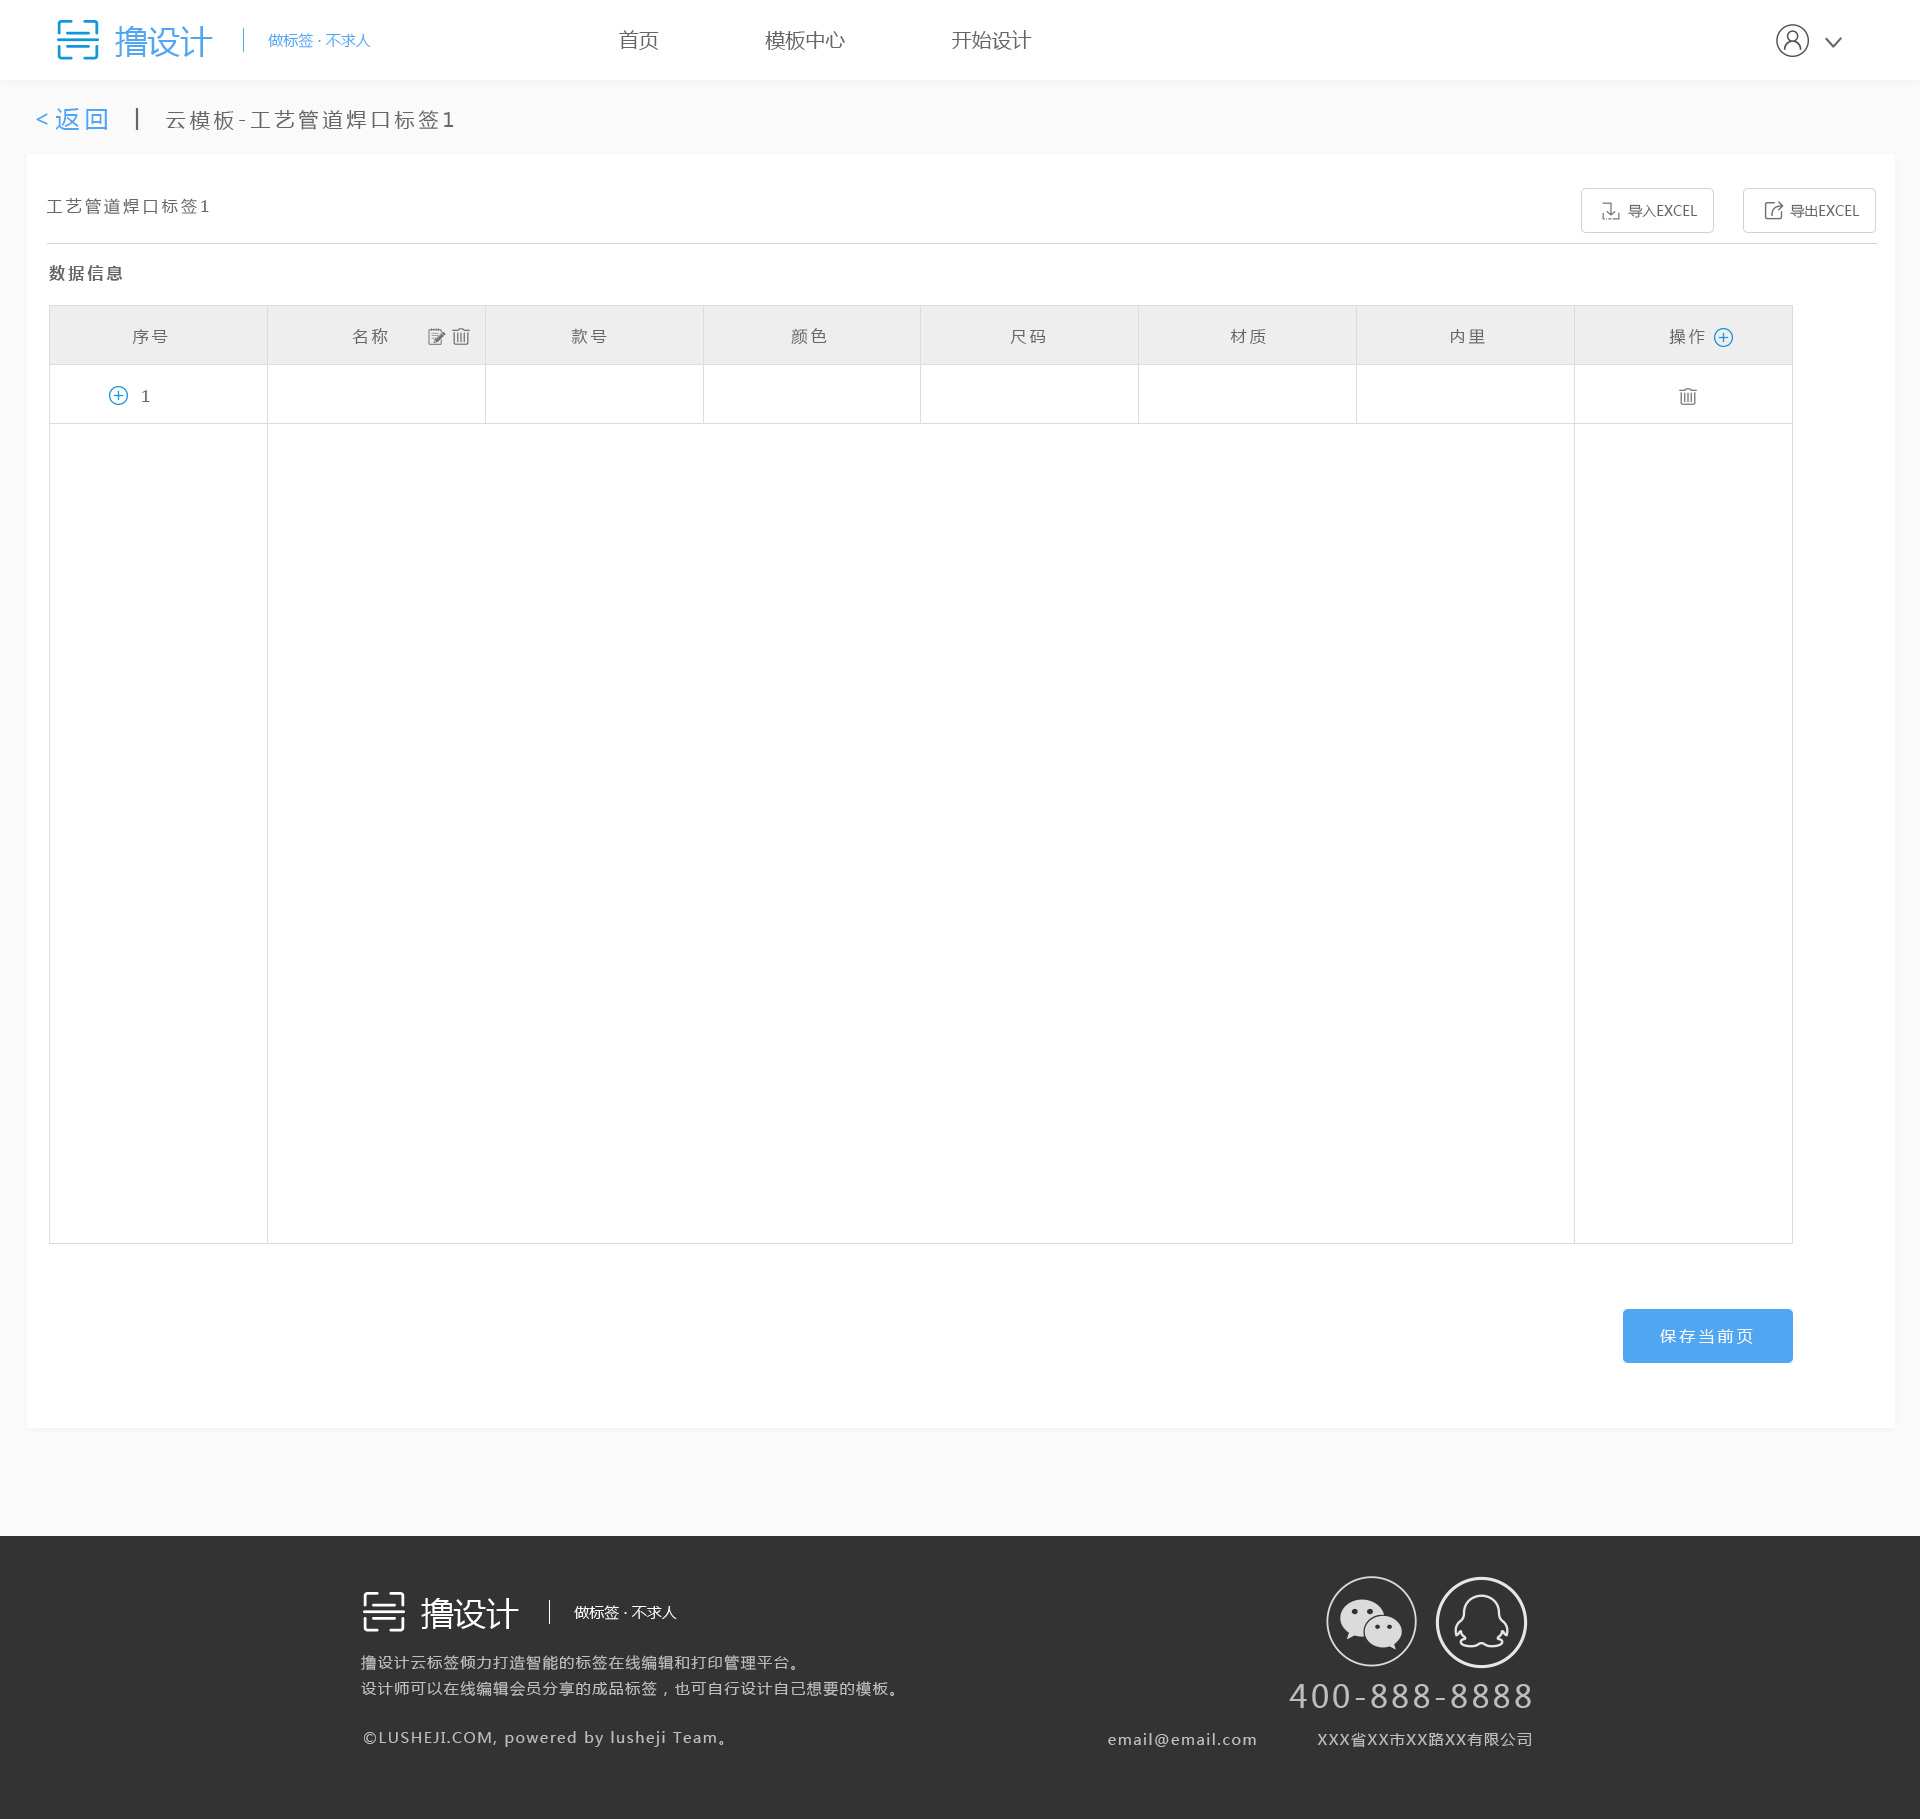 撸设计 做标签 · 不求人 首页 模板中心 开始设计
<返回 | 云模板-工艺管道焊口标签1
工艺管道焊口标签1 导入EXCEL 导出EXCEL
数据信息
序号 名称 款号 颜色 尺码 材质 内里 操作
1
保存当前页
撸设计 做标签 · 不求人
撸设计云标签倾力打造智能的标签在线编辑和打印管理平台。
设计师可以在线编辑会员分享的成品标签，也可自行设计自己想要的模板。
©LUSHEJI.COM, powered by lusheji Team。
400-888-8888
email@email.com XXX省XX市XX路XX有限公司